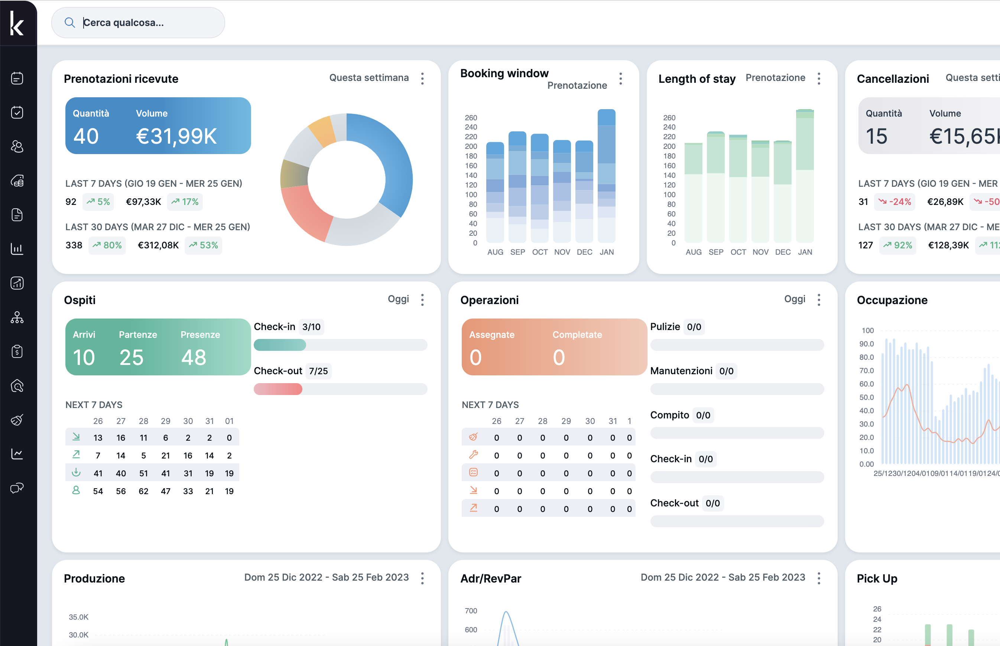 k
Cerca qualcosa...
Prenotazioni ricevute
Questa settimana
Quantità
Volume
40
€31,99K
LAST 7 DAYS (GIO 19 GEN - MER 25 GEN)
92
5%
€97,33K
17%
LAST 30 DAYS (MAR 27 DIC - MER 25 GEN)
338
80%
€312,08K
53%
Booking window
Prenotazione
260
240
220
200
180
160
140
120
100
80
60
40
20
0
AUG SEP OCT NOV DEC JAN
Length of stay
Prenotazione
260
240
220
200
180
160
140
120
100
80
60
40
20
0
AUG SEP OCT NOV DEC JAN
Cancellazioni
Questa setti
Quantità
Volume
15
€15,65
LAST 7 DAYS (GIO 19 GEN - MER
31
-24%
€26,89K
-50
LAST 30 DAYS (MAR 27 DIC - ME
127
92%
€128,39K
112
Ospiti
Oggi
Arrivi
Partenze
Presenze
10
25
48
Check-in 3/10
Check-out 7/25
NEXT 7 DAYS
26 27 28 29 30 31 01
13 16 11 6 2 2 0
7 14 5 21 16 14 2
41 40 51 41 31 19 19
54 56 62 47 33 21 19
Operazioni
Oggi
Assegnate
Completate
0
0
NEXT 7 DAYS
26 27 28 29 30 31 1
0 0 0 0 0 0 0
0 0 0 0 0 0 0
0 0 0 0 0 0 0
0 0 0 0 0 0 0
0 0 0 0 0 0 0
Pulizie 0/0
Manutenzioni 0/0
Compito 0/0
Check-in 0/0
Check-out 0/0
Occupazione
100
90.0
80.0
70.0
60.0
50.0
40.0
30.0
20.0
10.0
0.00
25/12 30/12 04/01 09/01 14/01 19/01 24/0
Produzione
Dom 25 Dic 2022 - Sab 25 Feb 2023
35.0K
30.0K
Adr/RevPar
Dom 25 Dic 2022 - Sab 25 Feb 2023
700
600
Pick Up
26
24
22
20